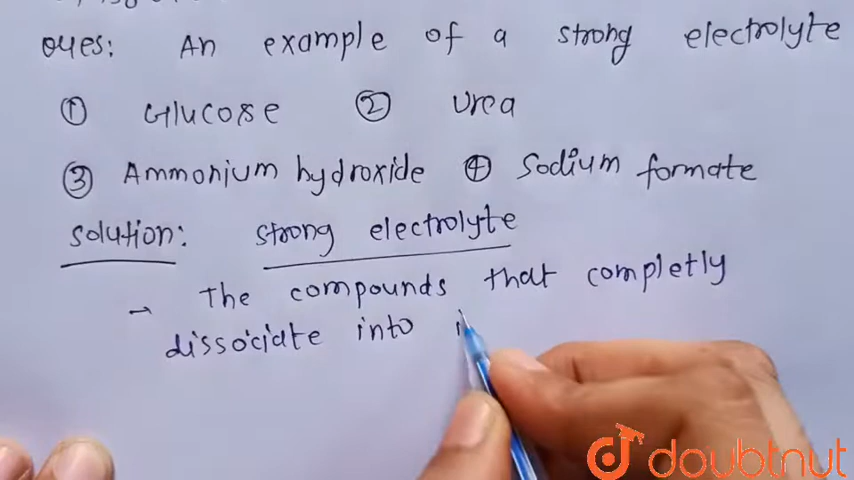 Oues: An example of a strong electrolyte
① Glucose ② Urea
③ Ammonium hydroxide ④ Sodium formate
solution: strong electrolyte
→ The compounds that completly
dissociate into i
doubtnut